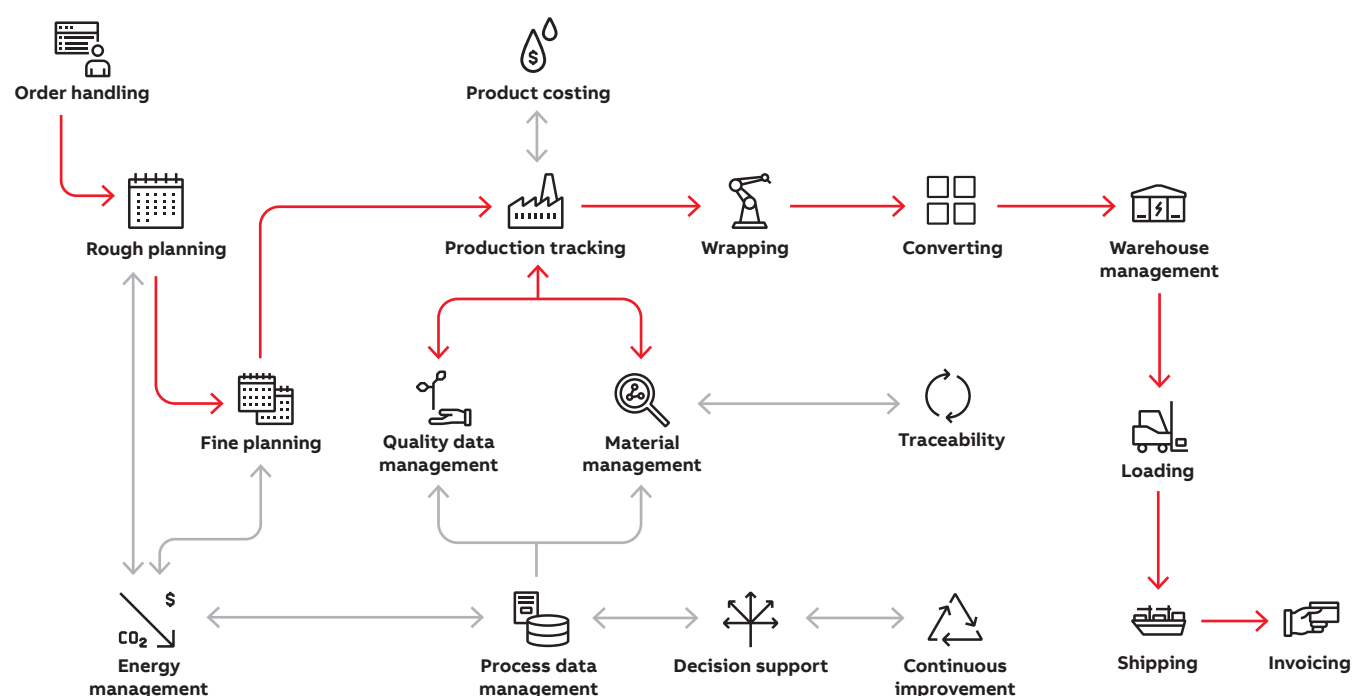 Order handling
Product costing
Rough planning
Production tracking
Wrapping
Converting
Warehouse
management
Fine planning
Quality data
management
Material
management
Traceability
Loading
$
CO₂
Energy
management
Process data
management
Decision support
Continuous
improvement
Shipping
Invoicing
$